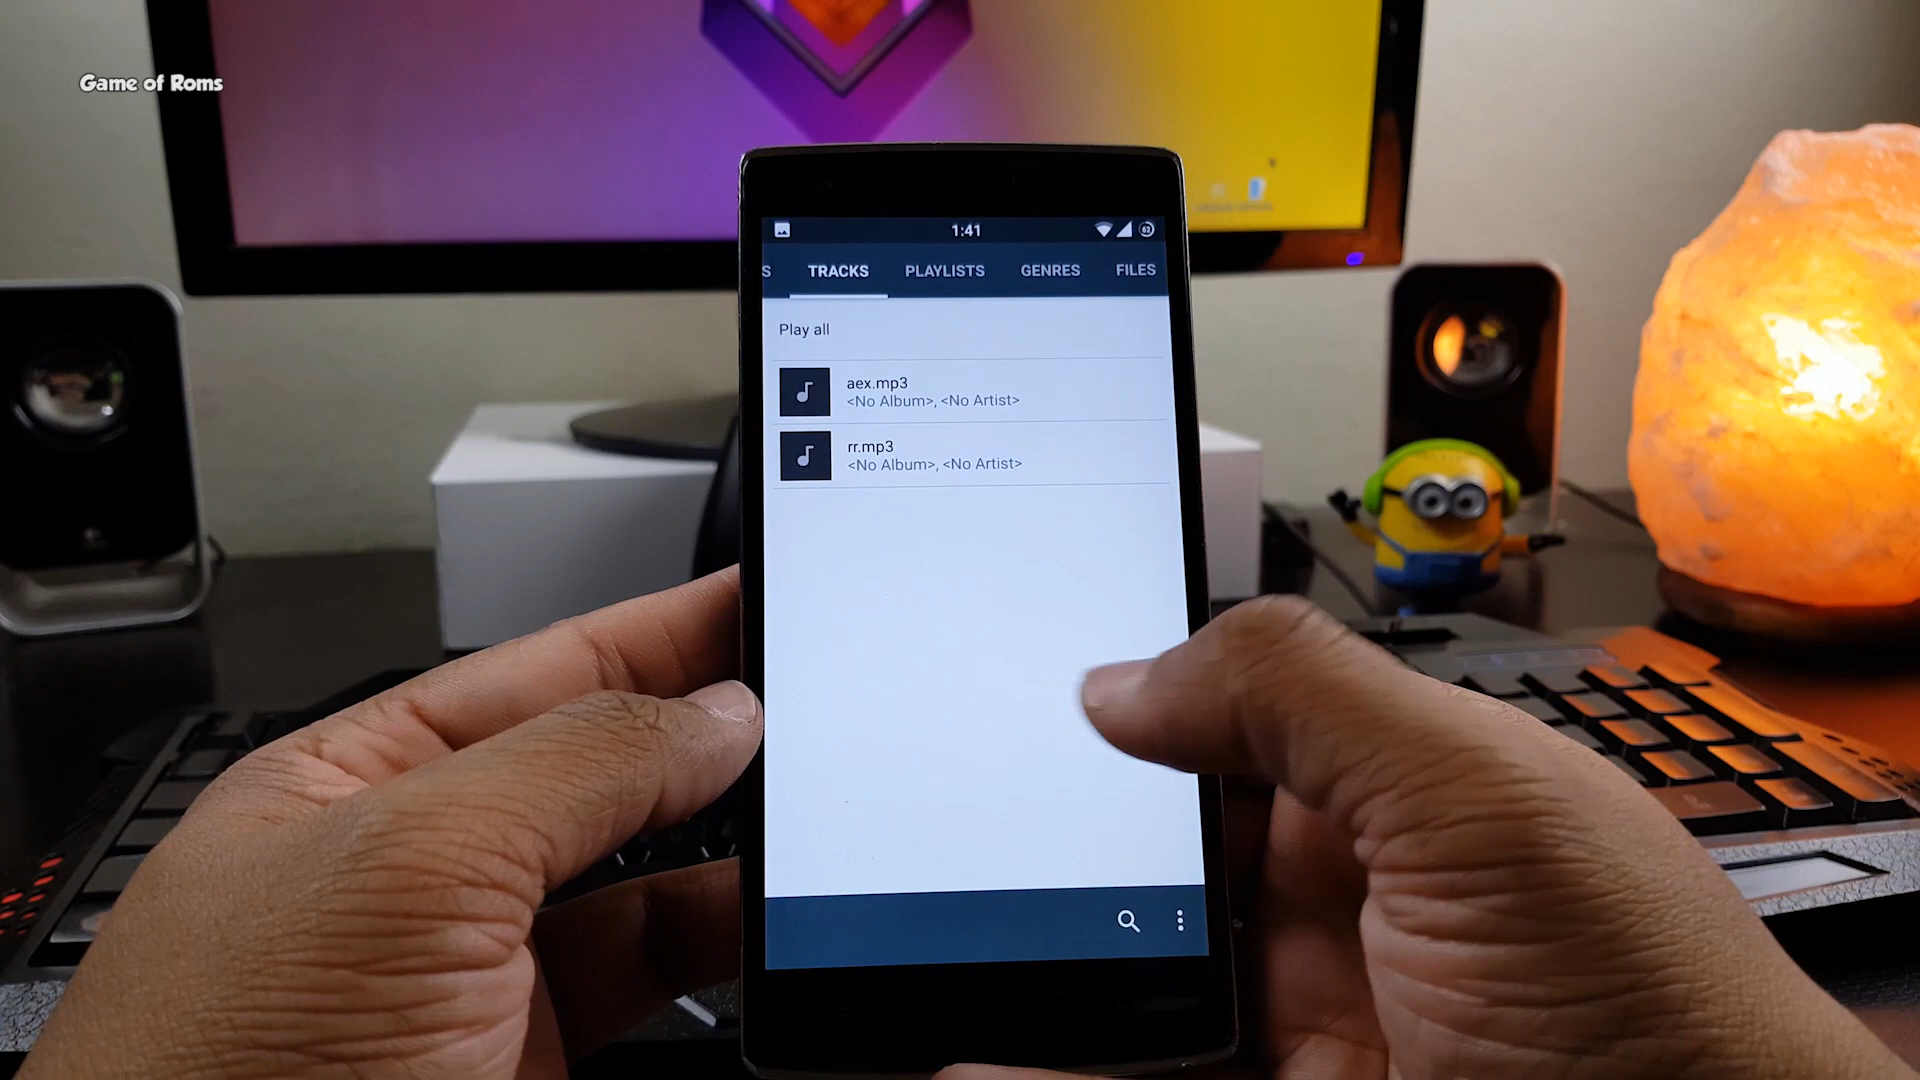 Game of Roms
1:41
62
S TRACKS PLAYLISTS GENRES FILES
Play all
aex.mp3
<No Album>, <No Artist>
rr.mp3
<No Album>, <No Artist>